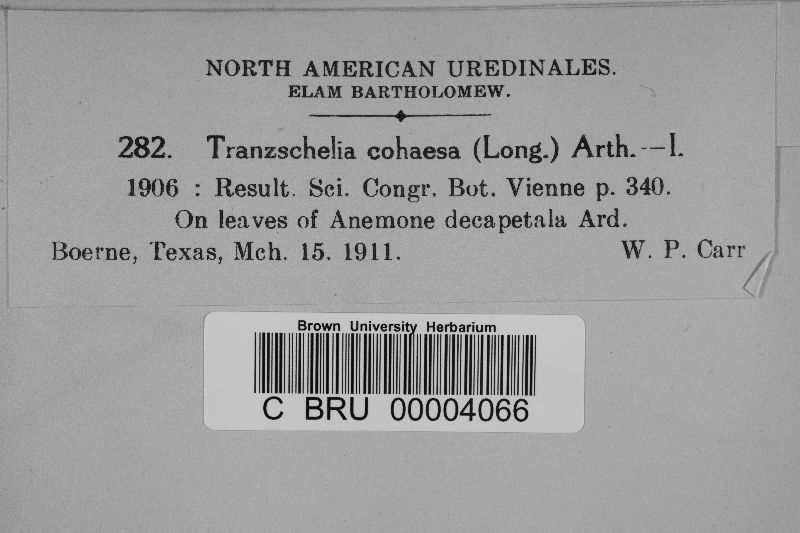 NORTH AMERICAN UREDINALES.
ELAM BARTHOLOMEW.
282. Tranzschelia cohaesa (Long.) Arth.—I.
1906 : Result. Sci. Congr. Bot. Vienne p. 340.
On leaves of Anemone decapetala Ard.
Boerne, Texas, Mch. 15. 1911. W. P. Carr
Brown University Herbarium
C BRU 00004066